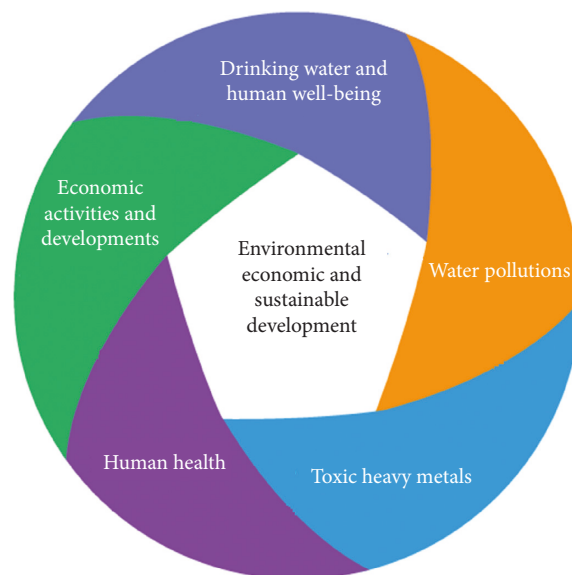 Drinking water and
human well-being
Economic
activities and
developments
Environmental
economic and
sustainable
development
Water pollutions
Human health
Toxic heavy metals